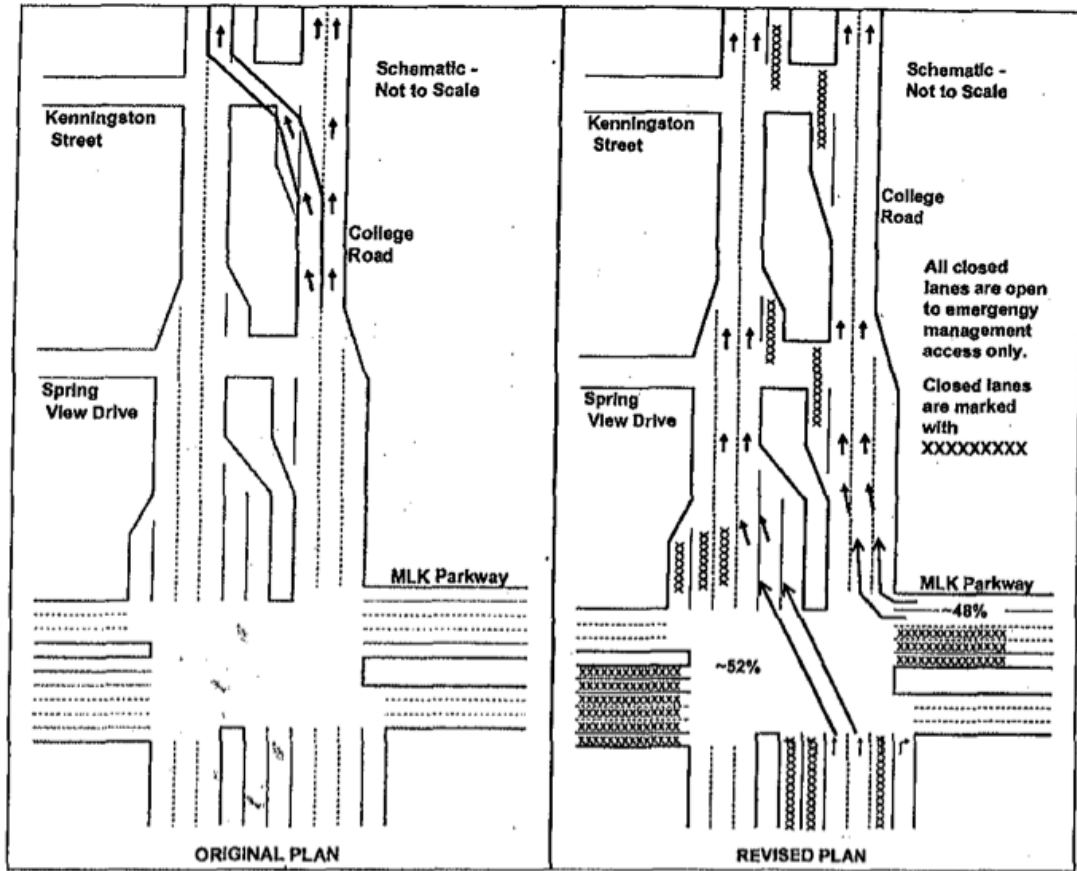 Schematic -
Not to Scale
Kenningston
Street
College
Road
Spring
View Drive
MLK Parkway
ORIGINAL PLAN
Schematic -
Not to Scale
Kenningston
Street
College
Road
All closed
lanes are open
to emergengy
management
access only.
Closed lanes
are marked
with
XXXXXXXXX
Spring
View Drive
MLK Parkway
~48%
~52%
REVISED PLAN